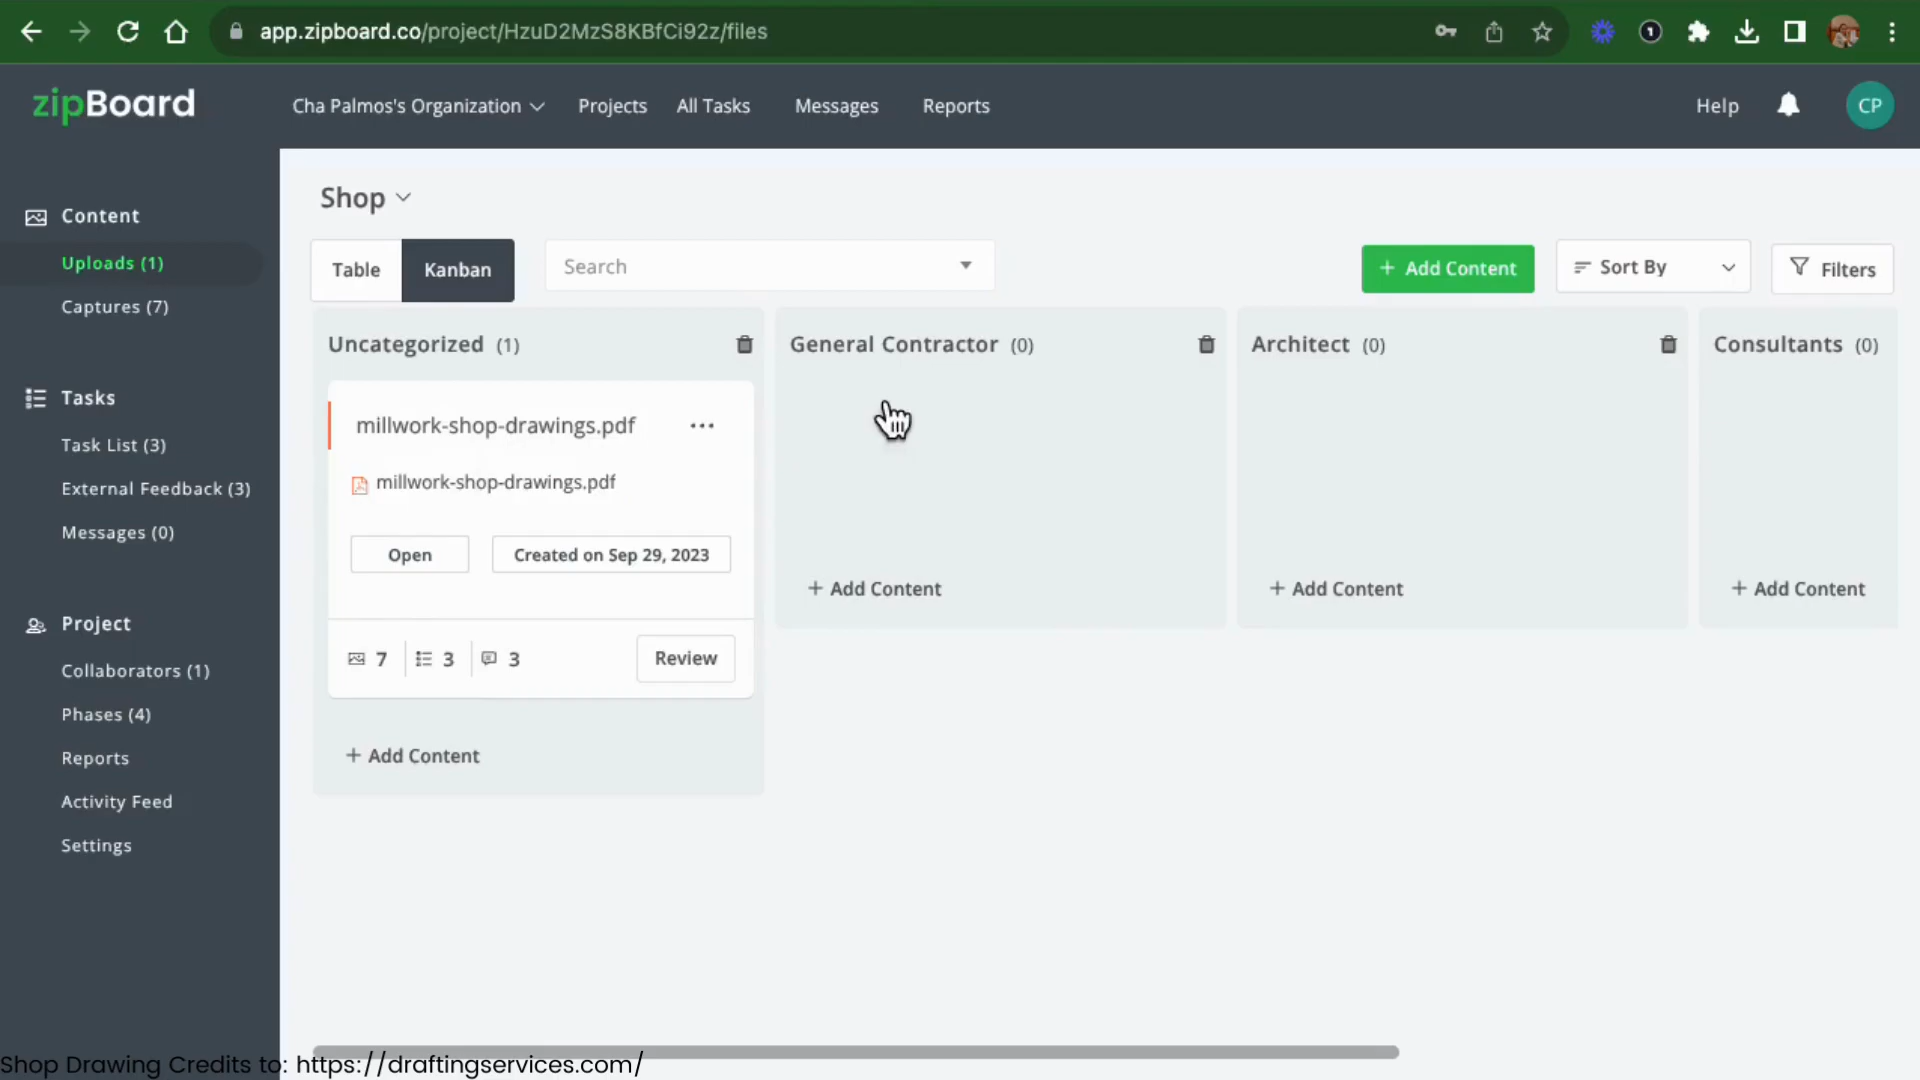 app.zipboard.co/project/HzuD2MzS8KBfCi92z/files
zipBoard
Cha Palmos's Organization
Projects
All Tasks
Messages
Reports
Help
CP
Content
Uploads (1)
Captures (7)
Tasks
Task List (3)
External Feedback (3)
Messages (0)
Project
Collaborators (1)
Phases (4)
Reports
Activity Feed
Settings
Shop
Table
Kanban
Search
+ Add Content
Sort By
Filters
Uncategorized (1)
millwork-shop-drawings.pdf
millwork-shop-drawings.pdf
Open
Created on Sep 29, 2023
7
3
3
Review
+ Add Content
General Contractor (0)
+ Add Content
Architect (0)
+ Add Content
Consultants (0)
+ Add Content
Shop Drawing Credits to: https://draftingservices.com/